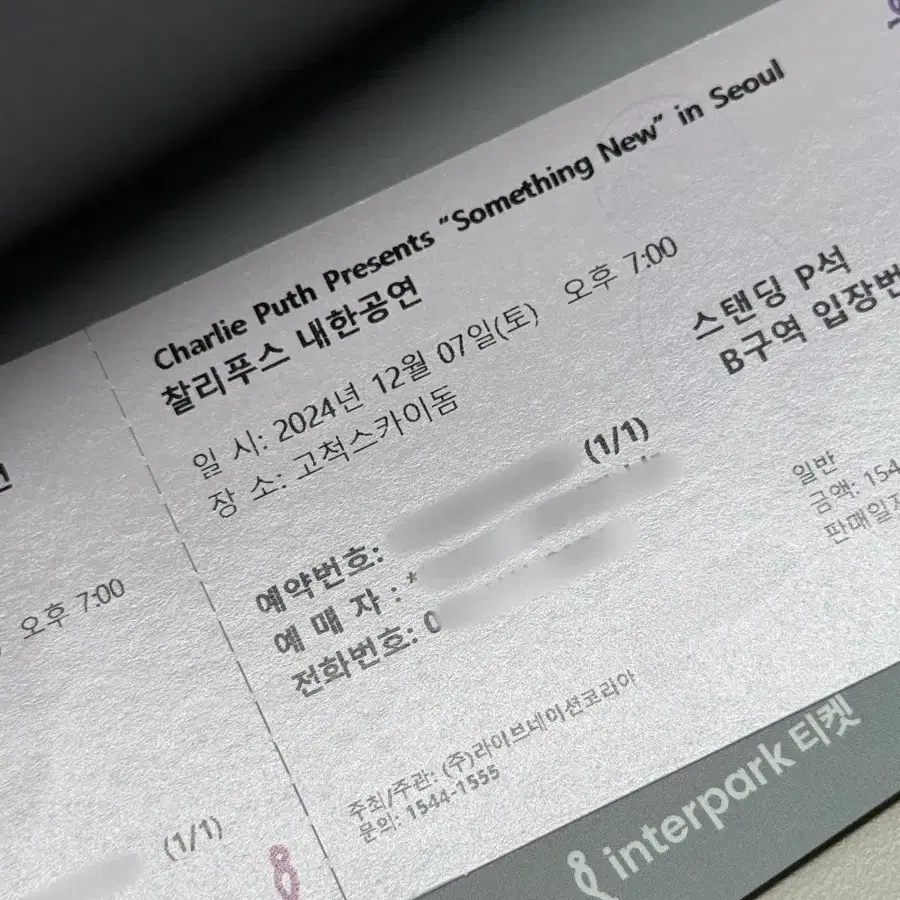 Charlie Puth Presents “Something New” in Seoul
찰리푸스 내한공연
일 시: 2024년 12월 07일(토) 오후 7:00
장 소: 고척스카이돔
스탠딩 P석
B구역 입장번
(1/1)
예약번호:
예 매 자 : *
전화번호: 0
일반
금액: 154
판매일자
주최/주관: (주)라이브네이션코리아
문의: 1544-1555
오후 7:00
(1/1)
interpark 티켓